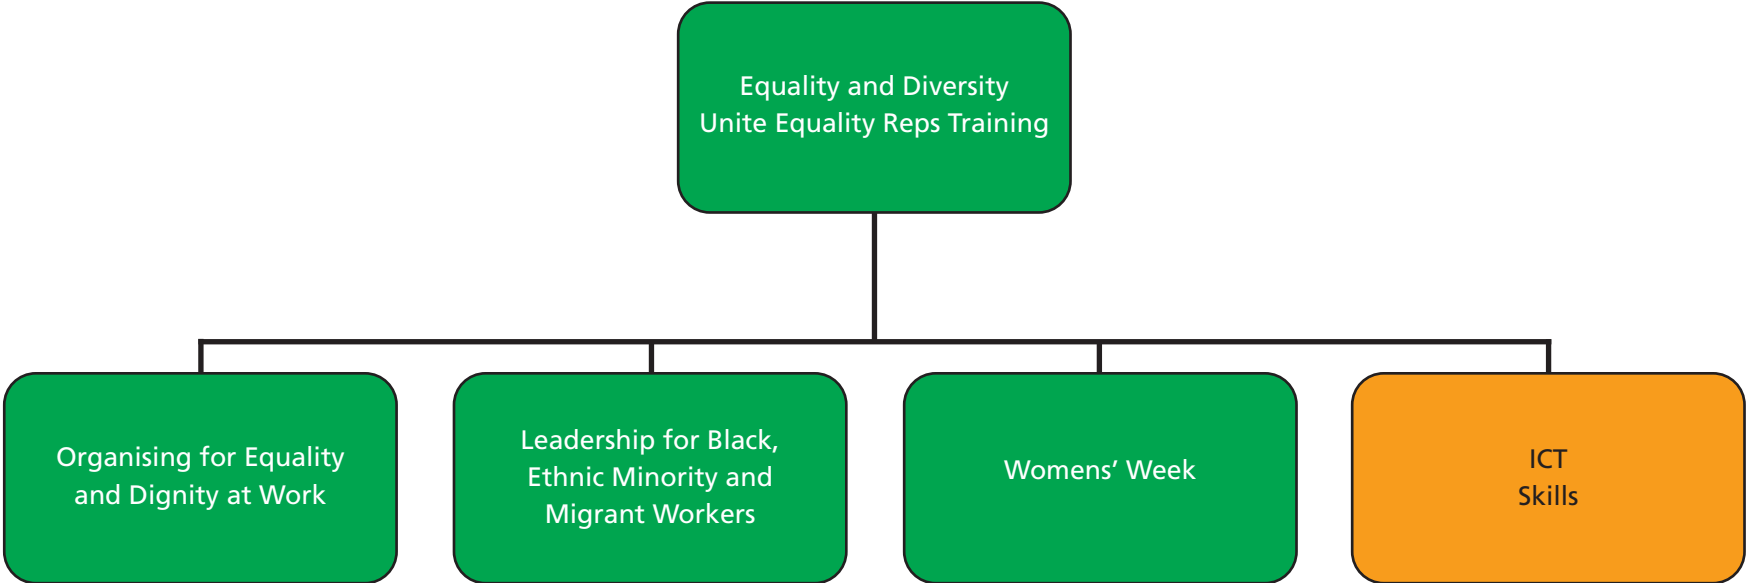 Equality and Diversity
Unite Equality Reps Training
Organising for Equality
and Dignity at Work
Leadership for Black,
Ethnic Minority and
Migrant Workers
Womens’ Week
ICT
Skills